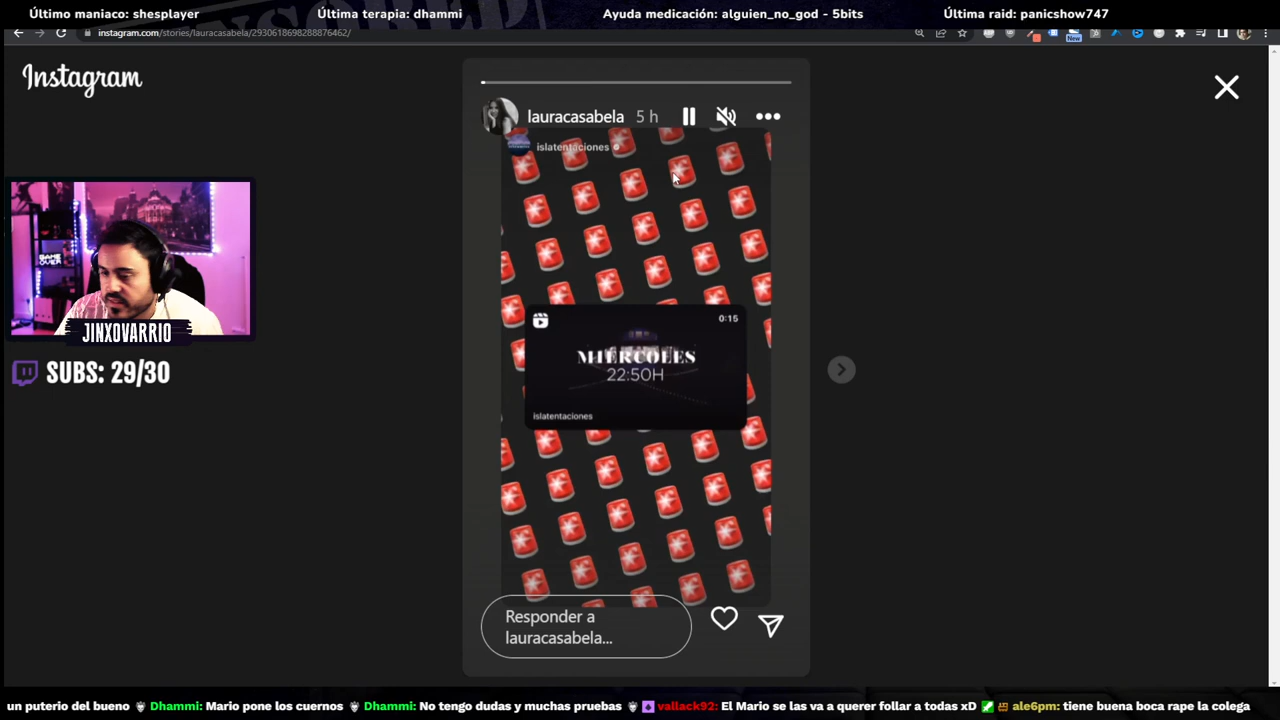 Último maniaco: shesplayer
Última terapia: dhammi
Ayuda medicación: alguien_no_god - 5bits
Última raid: panicshow747
instagram.com/stories/lauracasabela/2930618698288876462/
New
Instagram
lauracasabela 5 h
islatentaciones
0:15
MIÉRCOLES
22:50H
islatentaciones
GAME OVER
JINXOVARRIO
SUBS: 29/30
Responder a
lauracasabela...
un puterio del bueno Dhammi: Mario pone los cuernos Dhammi: No tengo dudas y muchas pruebas vallack92: El Mario se las va a querer follar a todas xD ale6pm: tiene buena boca rape la colega